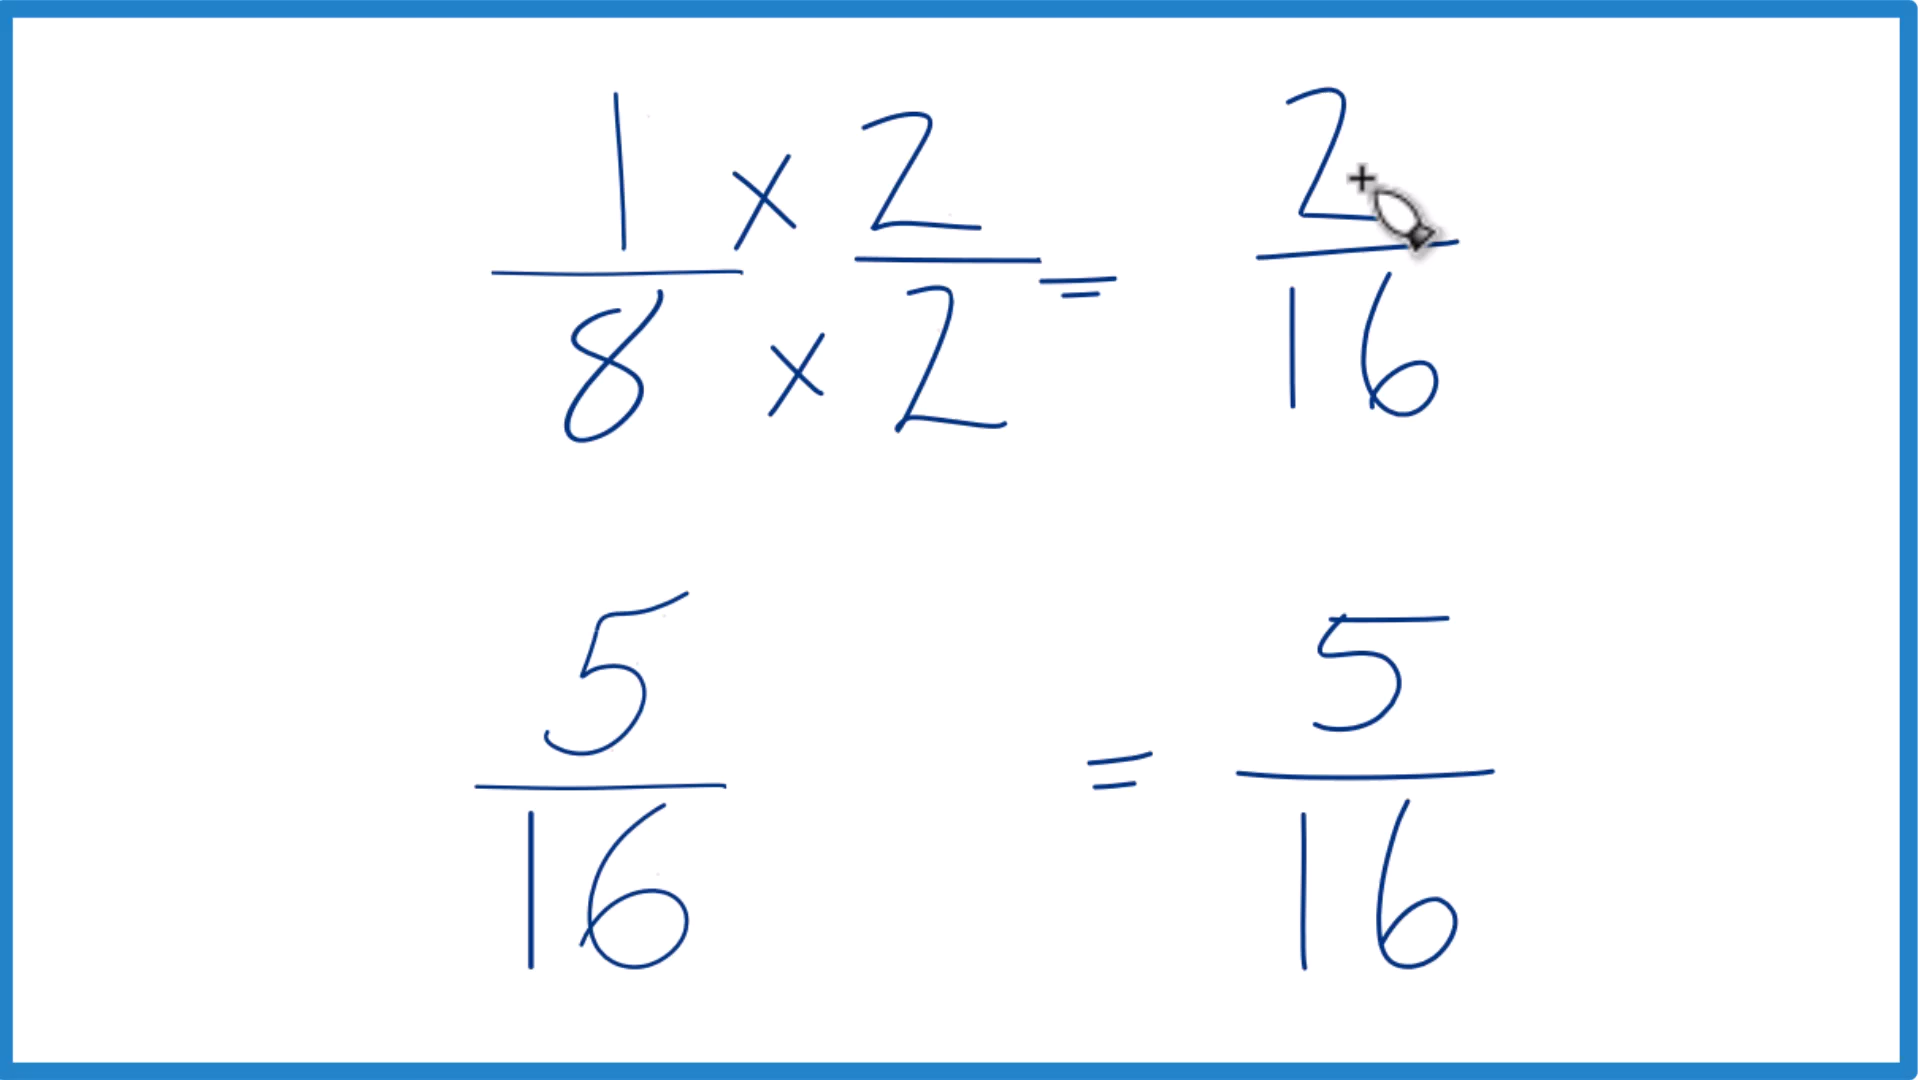 1 × 2 = 2
8 × 2 16
5 = 5
16 16